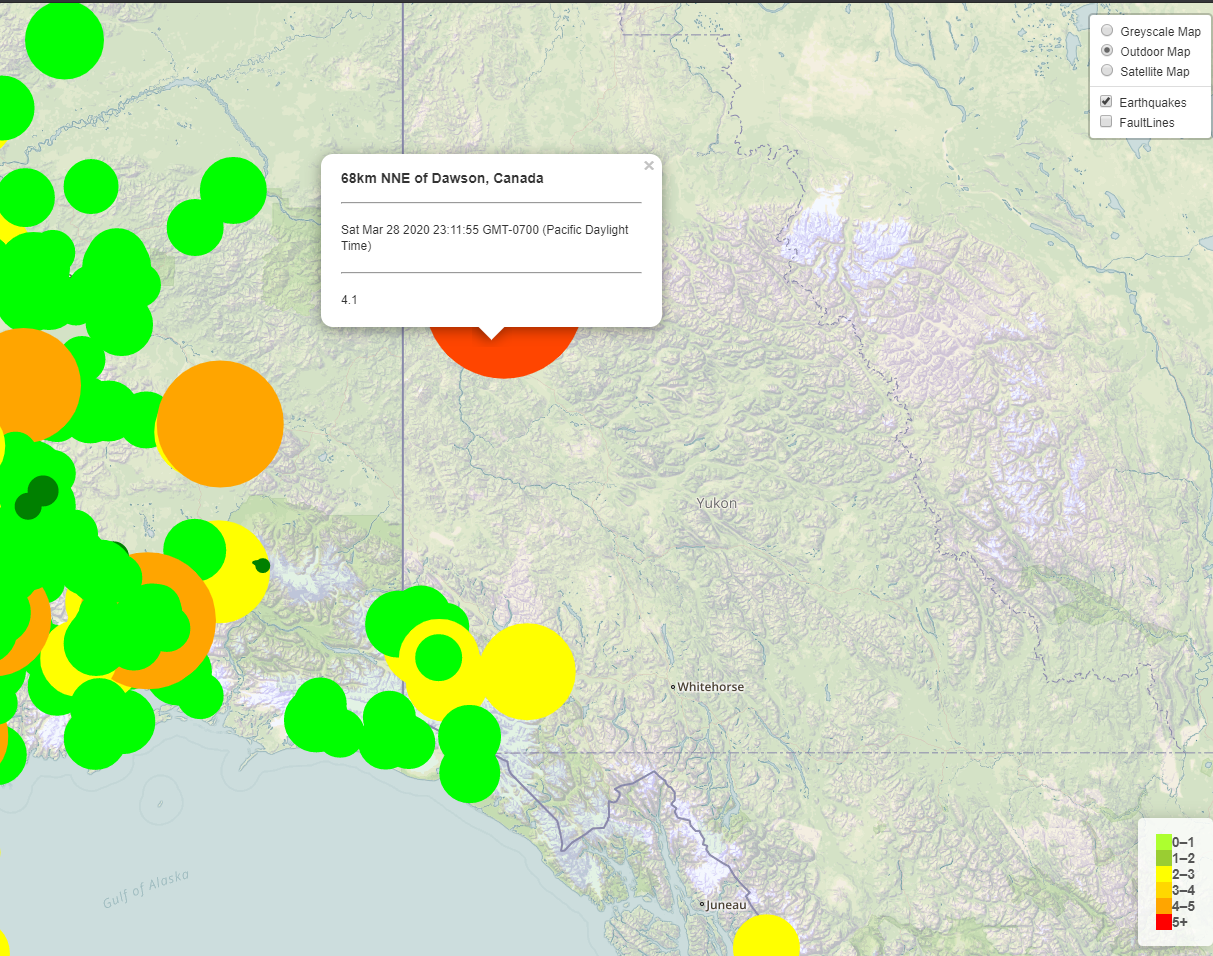 Greyscale Map
Outdoor Map
Satellite Map
Earthquakes
FaultLines
×
68km NNE of Dawson, Canada
Sat Mar 28 2020 23:11:55 GMT-0700 (Pacific Daylight
Time)
4.1
Yukon
Whitehorse
Gulf of Alaska
Juneau
0–1
1–2
2–3
3–4
4–5
5+